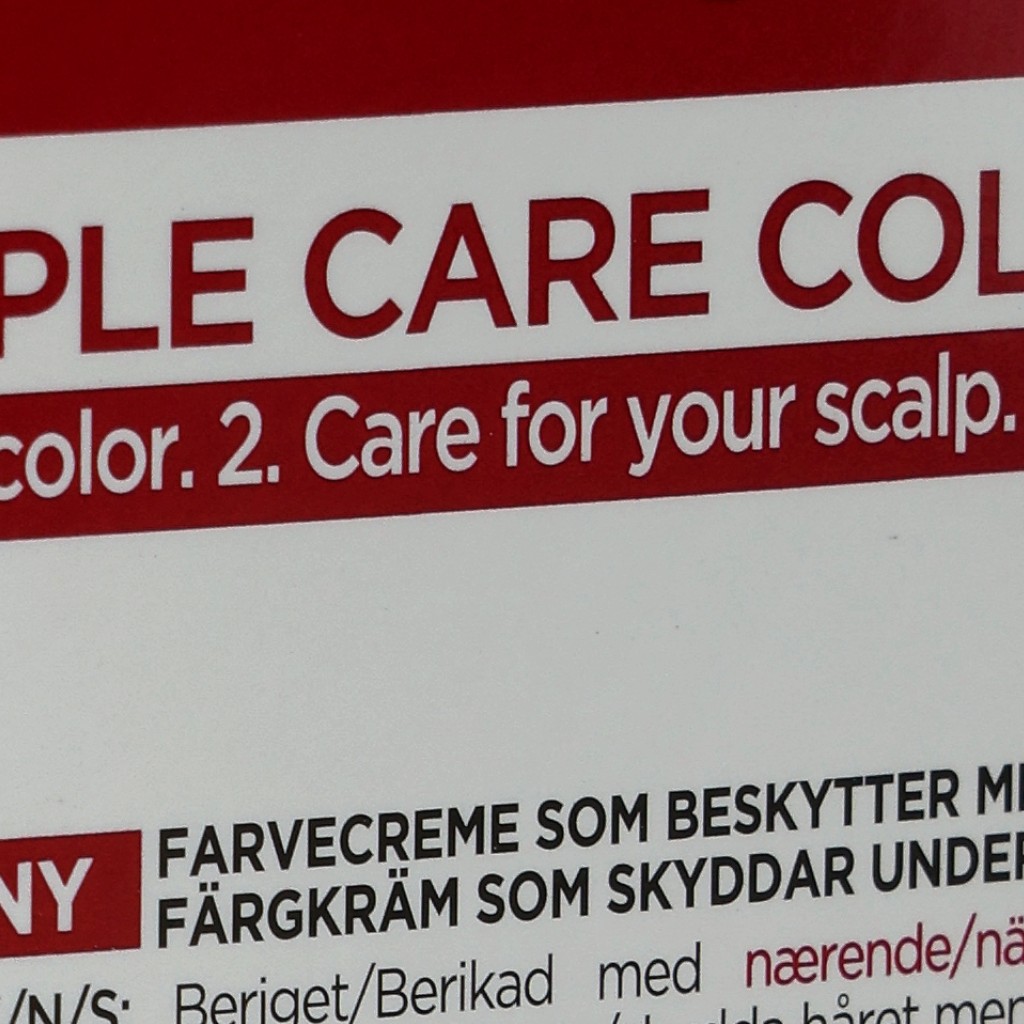 PLE CARE COL
color. 2. Care for your scalp.
NY FARVECREME SOM BESKYTTER
FÄRGKRÄM SOM SKYDDAR UNDER
/N/S: Beriget/Berikad med nærende/nä
håret